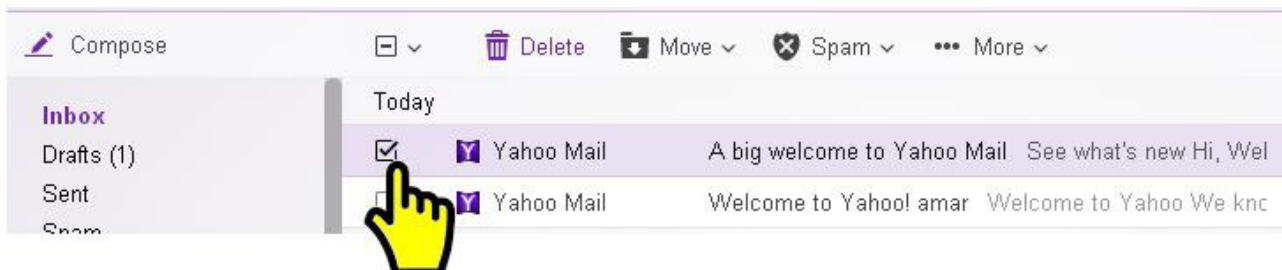 Compose Delete Move Spam ••• More
Inbox
Drafts (1)
Sent
Spam
Today
Yahoo Mail A big welcome to Yahoo Mail See what's new Hi, Wel
Yahoo Mail Welcome to Yahoo! amar Welcome to Yahoo We knc